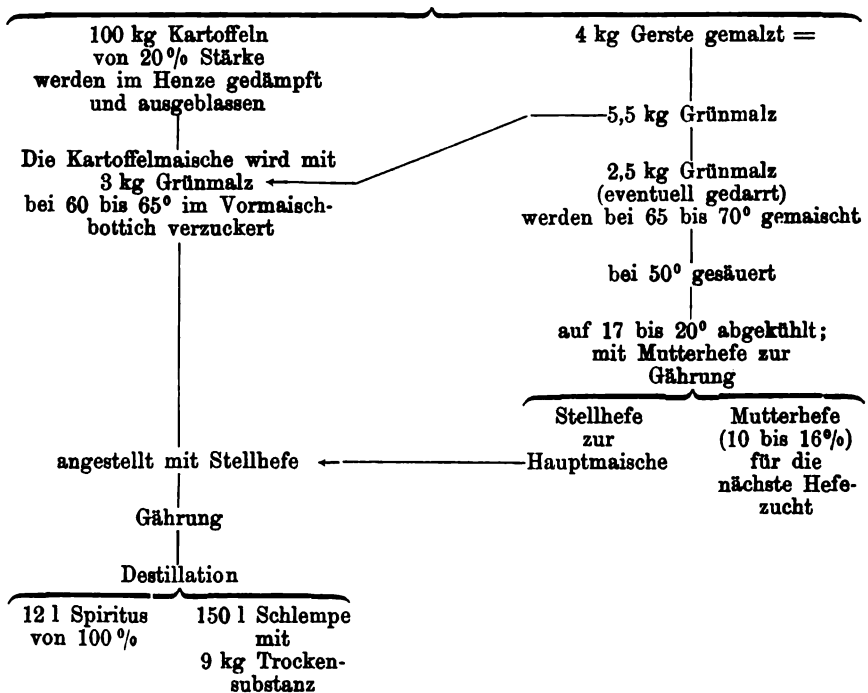 100 kg Kartoffeln
von 20% Stärke
werden im Henze gedämpft
und ausgeblassen
Die Kartoffelmaische wird mit
3 kg Grünmalz
bei 60 bis 65⁰ im Vormaisch-
bottich verzuckert
angestellt mit Stellhefe
Gährung
Destillation
12 l Spiritus
von 100%
150 l Schlempe
mit
9 kg Trocken-
substanz
4 kg Gerste gemalzt =
5,5 kg Grünmalz
2,5 kg Grünmalz
(eventuell gedarrt)
werden bei 65 bis 70⁰ gemaischt
bei 50⁰ gesäuert
auf 17 bis 20⁰ abgekühlt;
mit Mutterhefe zur
Gährung
Stellhefe
zur
Hauptmaische
Mutterhefe
(10 bis 16%)
für die
nächste Hefe-
zucht